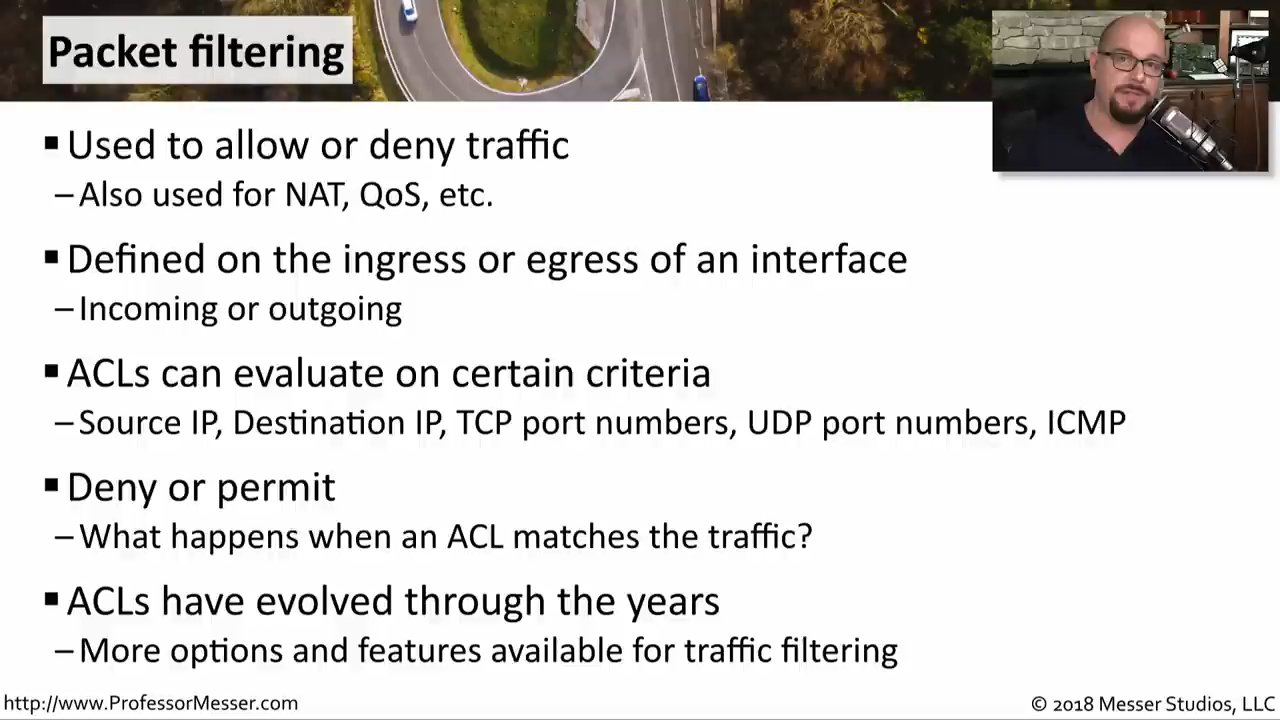 Packet filtering
▪ Used to allow or deny traffic
– Also used for NAT, QoS, etc.
▪ Defined on the ingress or egress of an interface
– Incoming or outgoing
▪ ACLs can evaluate on certain criteria
– Source IP, Destination IP, TCP port numbers, UDP port numbers, ICMP
▪ Deny or permit
– What happens when an ACL matches the traffic?
▪ ACLs have evolved through the years
– More options and features available for traffic filtering
http://www.ProfessorMesser.com
© 2018 Messer Studios, LLC